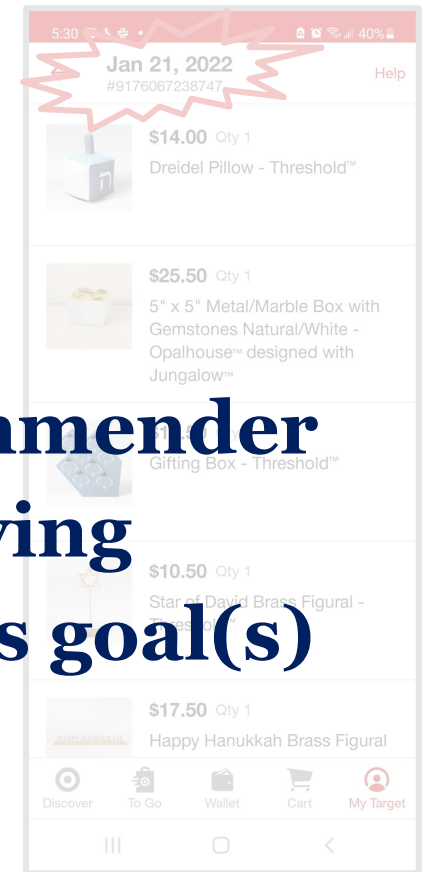 5:30
40%
Jan 21, 2022
#9176067238747
Help
$14.00 Qty 1
Dreidel Pillow - Threshold™
$25.50 Qty 1
5" x 5" Metal/Marble Box with
Gemstones Natural/White -
Opalhouse™ designed with
Jungalow™
mmender
Gifting Box - Threshold™
ving
$10.50 Qty 1
Star of David Brass Figural -
s goal(s)
$17.50 Qty 1
Happy Hanukkah Brass Figural
HAPPY HANUKKAH
Discover
To Go
Wallet
Cart
My Target